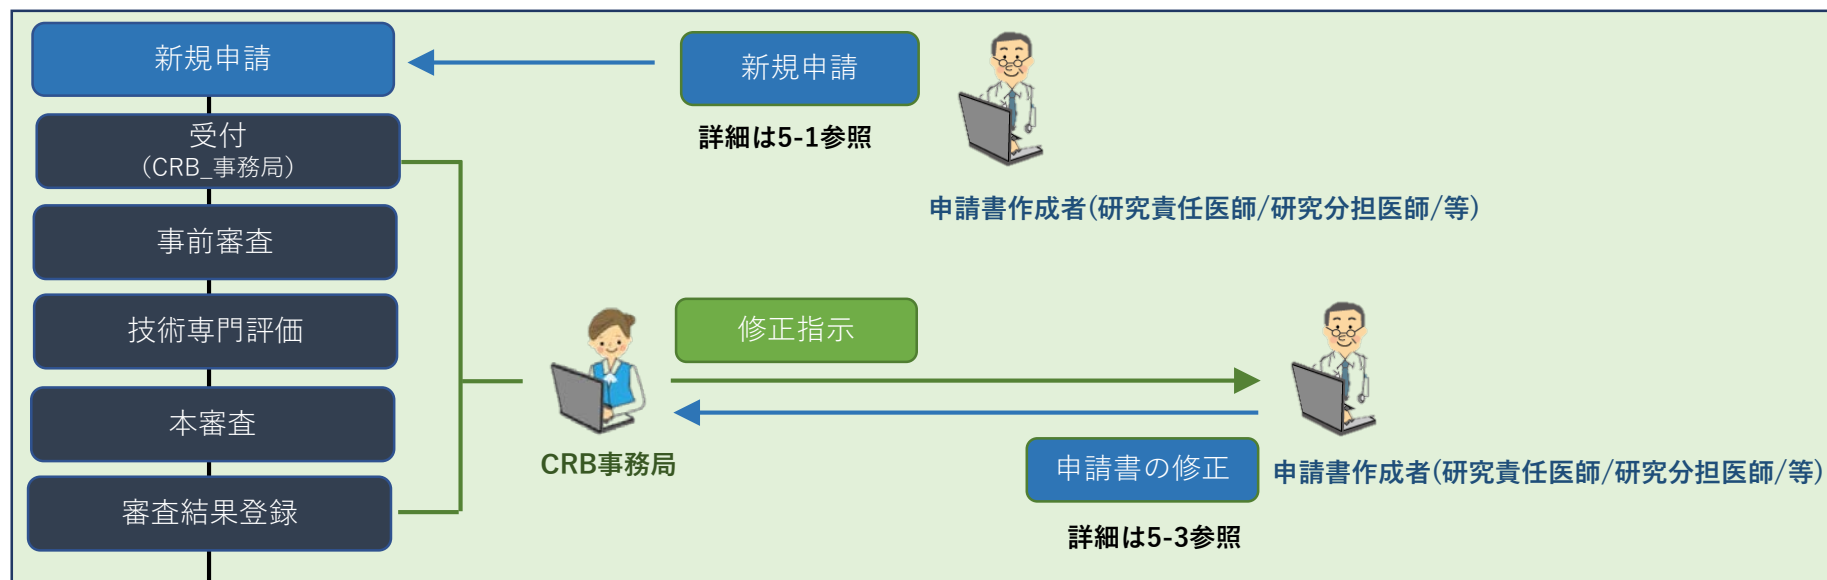 新規申請
新規申請
受付
（CRB_事務局）
詳細は5-1参照
申請書作成者(研究責任医師/研究分担医師/等)
事前審査
技術専門評価
修正指示
本審査
CRB事務局
申請書の修正
申請書作成者(研究責任医師/研究分担医師/等)
審査結果登録
詳細は5-3参照